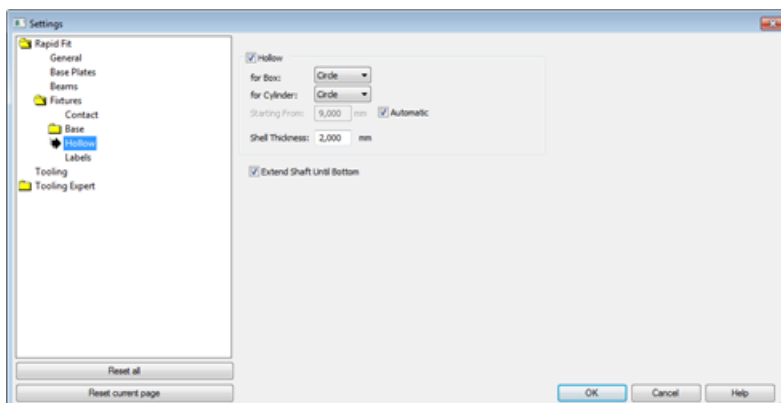 Settings
Rapid Fit
General
Base Plates
Beams
Fixtures
Contact
Base
Hollow
Labels
Tooling
Tooling Expert
Reset all
Reset current page
Hollow
for Box: Circle
for Cylinder: Circle
Starting From: 9,000 mm Automatic
Shell Thickness: 2,000 mm
Extend Shaft Until Bottom
OK Cancel Help